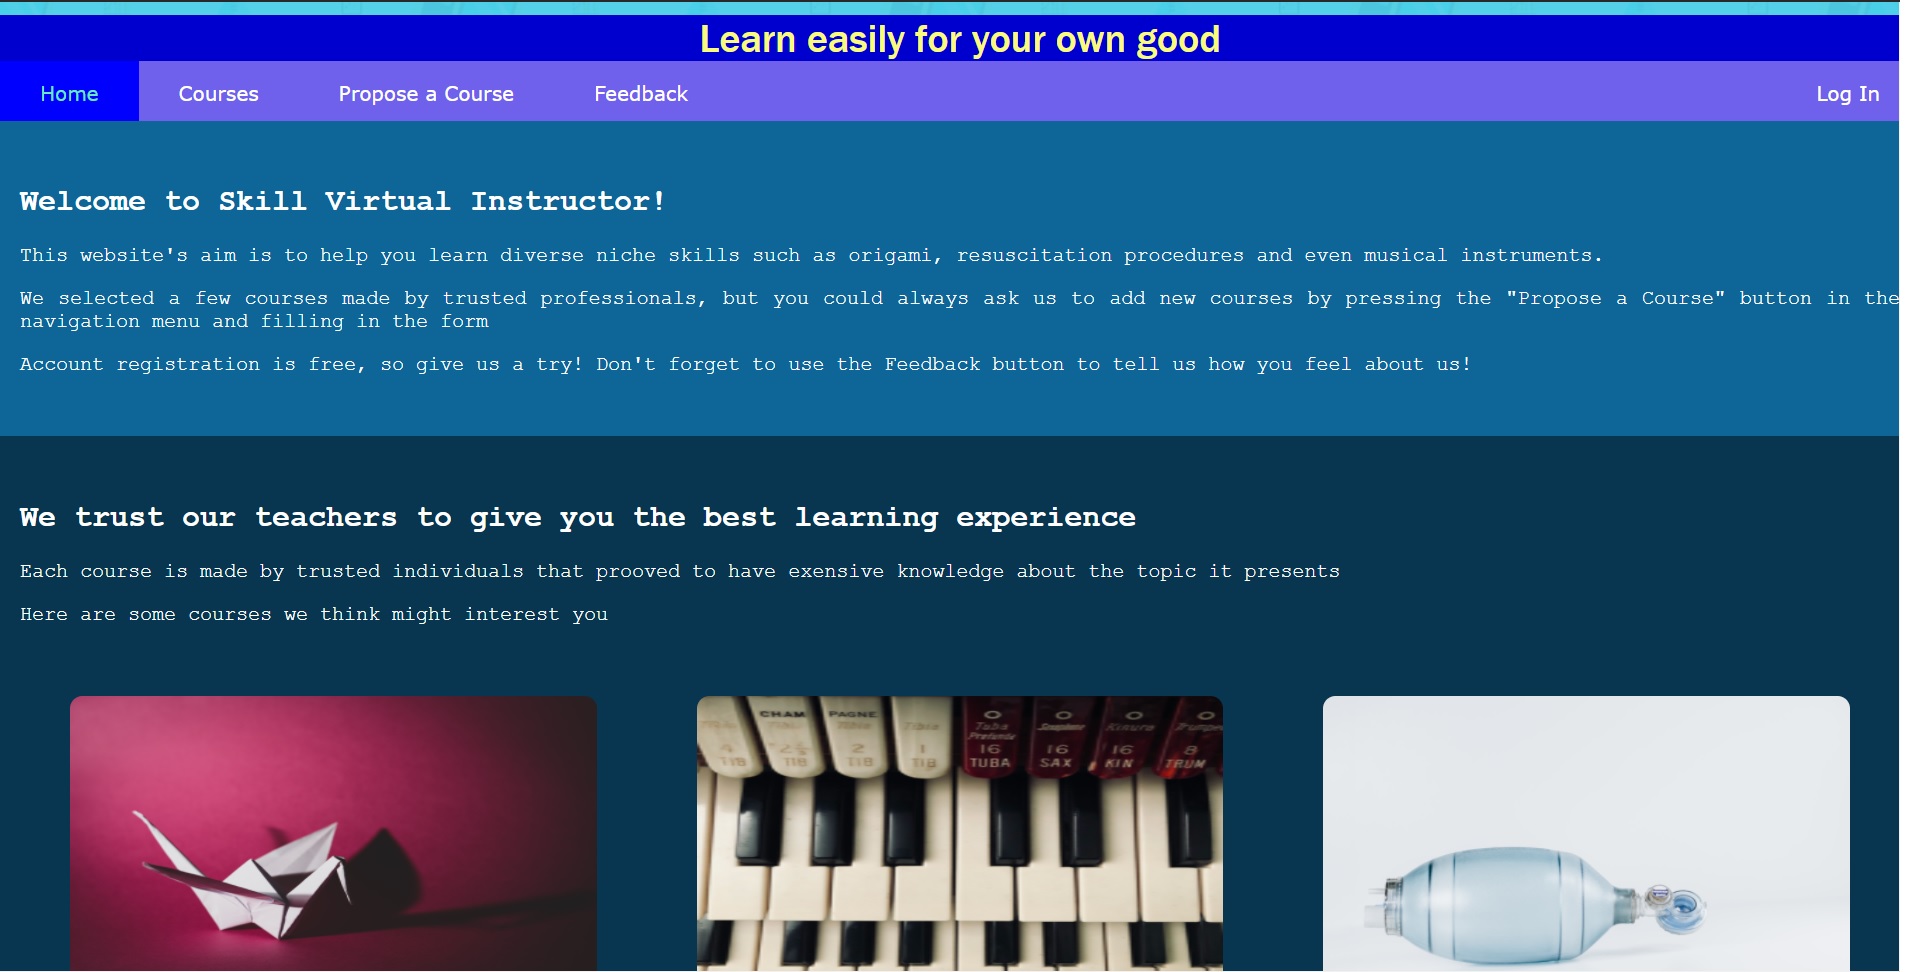 Learn easily for your own good
Home Courses Propose a Course Feedback Log In
Welcome to Skill Virtual Instructor!
This website's aim is to help you learn diverse niche skills such as origami, resuscitation procedures and even musical instruments.
We selected a few courses made by trusted professionals, but you could always ask us to add new courses by pressing the "Propose a Course" button in the
navigation menu and filling in the form
Account registration is free, so give us a try! Don't forget to use the Feedback button to tell us how you feel about us!
We trust our teachers to give you the best learning experience
Each course is made by trusted individuals that prooved to have exensive knowledge about the topic it presents
Here are some courses we think might interest you
CHAM PAGNE
Tibia Tibia Tuba Saxophone Kinura
Profunda
4 2 1 16 16 16 8
TIB TIB TIB TIB TUBA SAX KIN TRUM